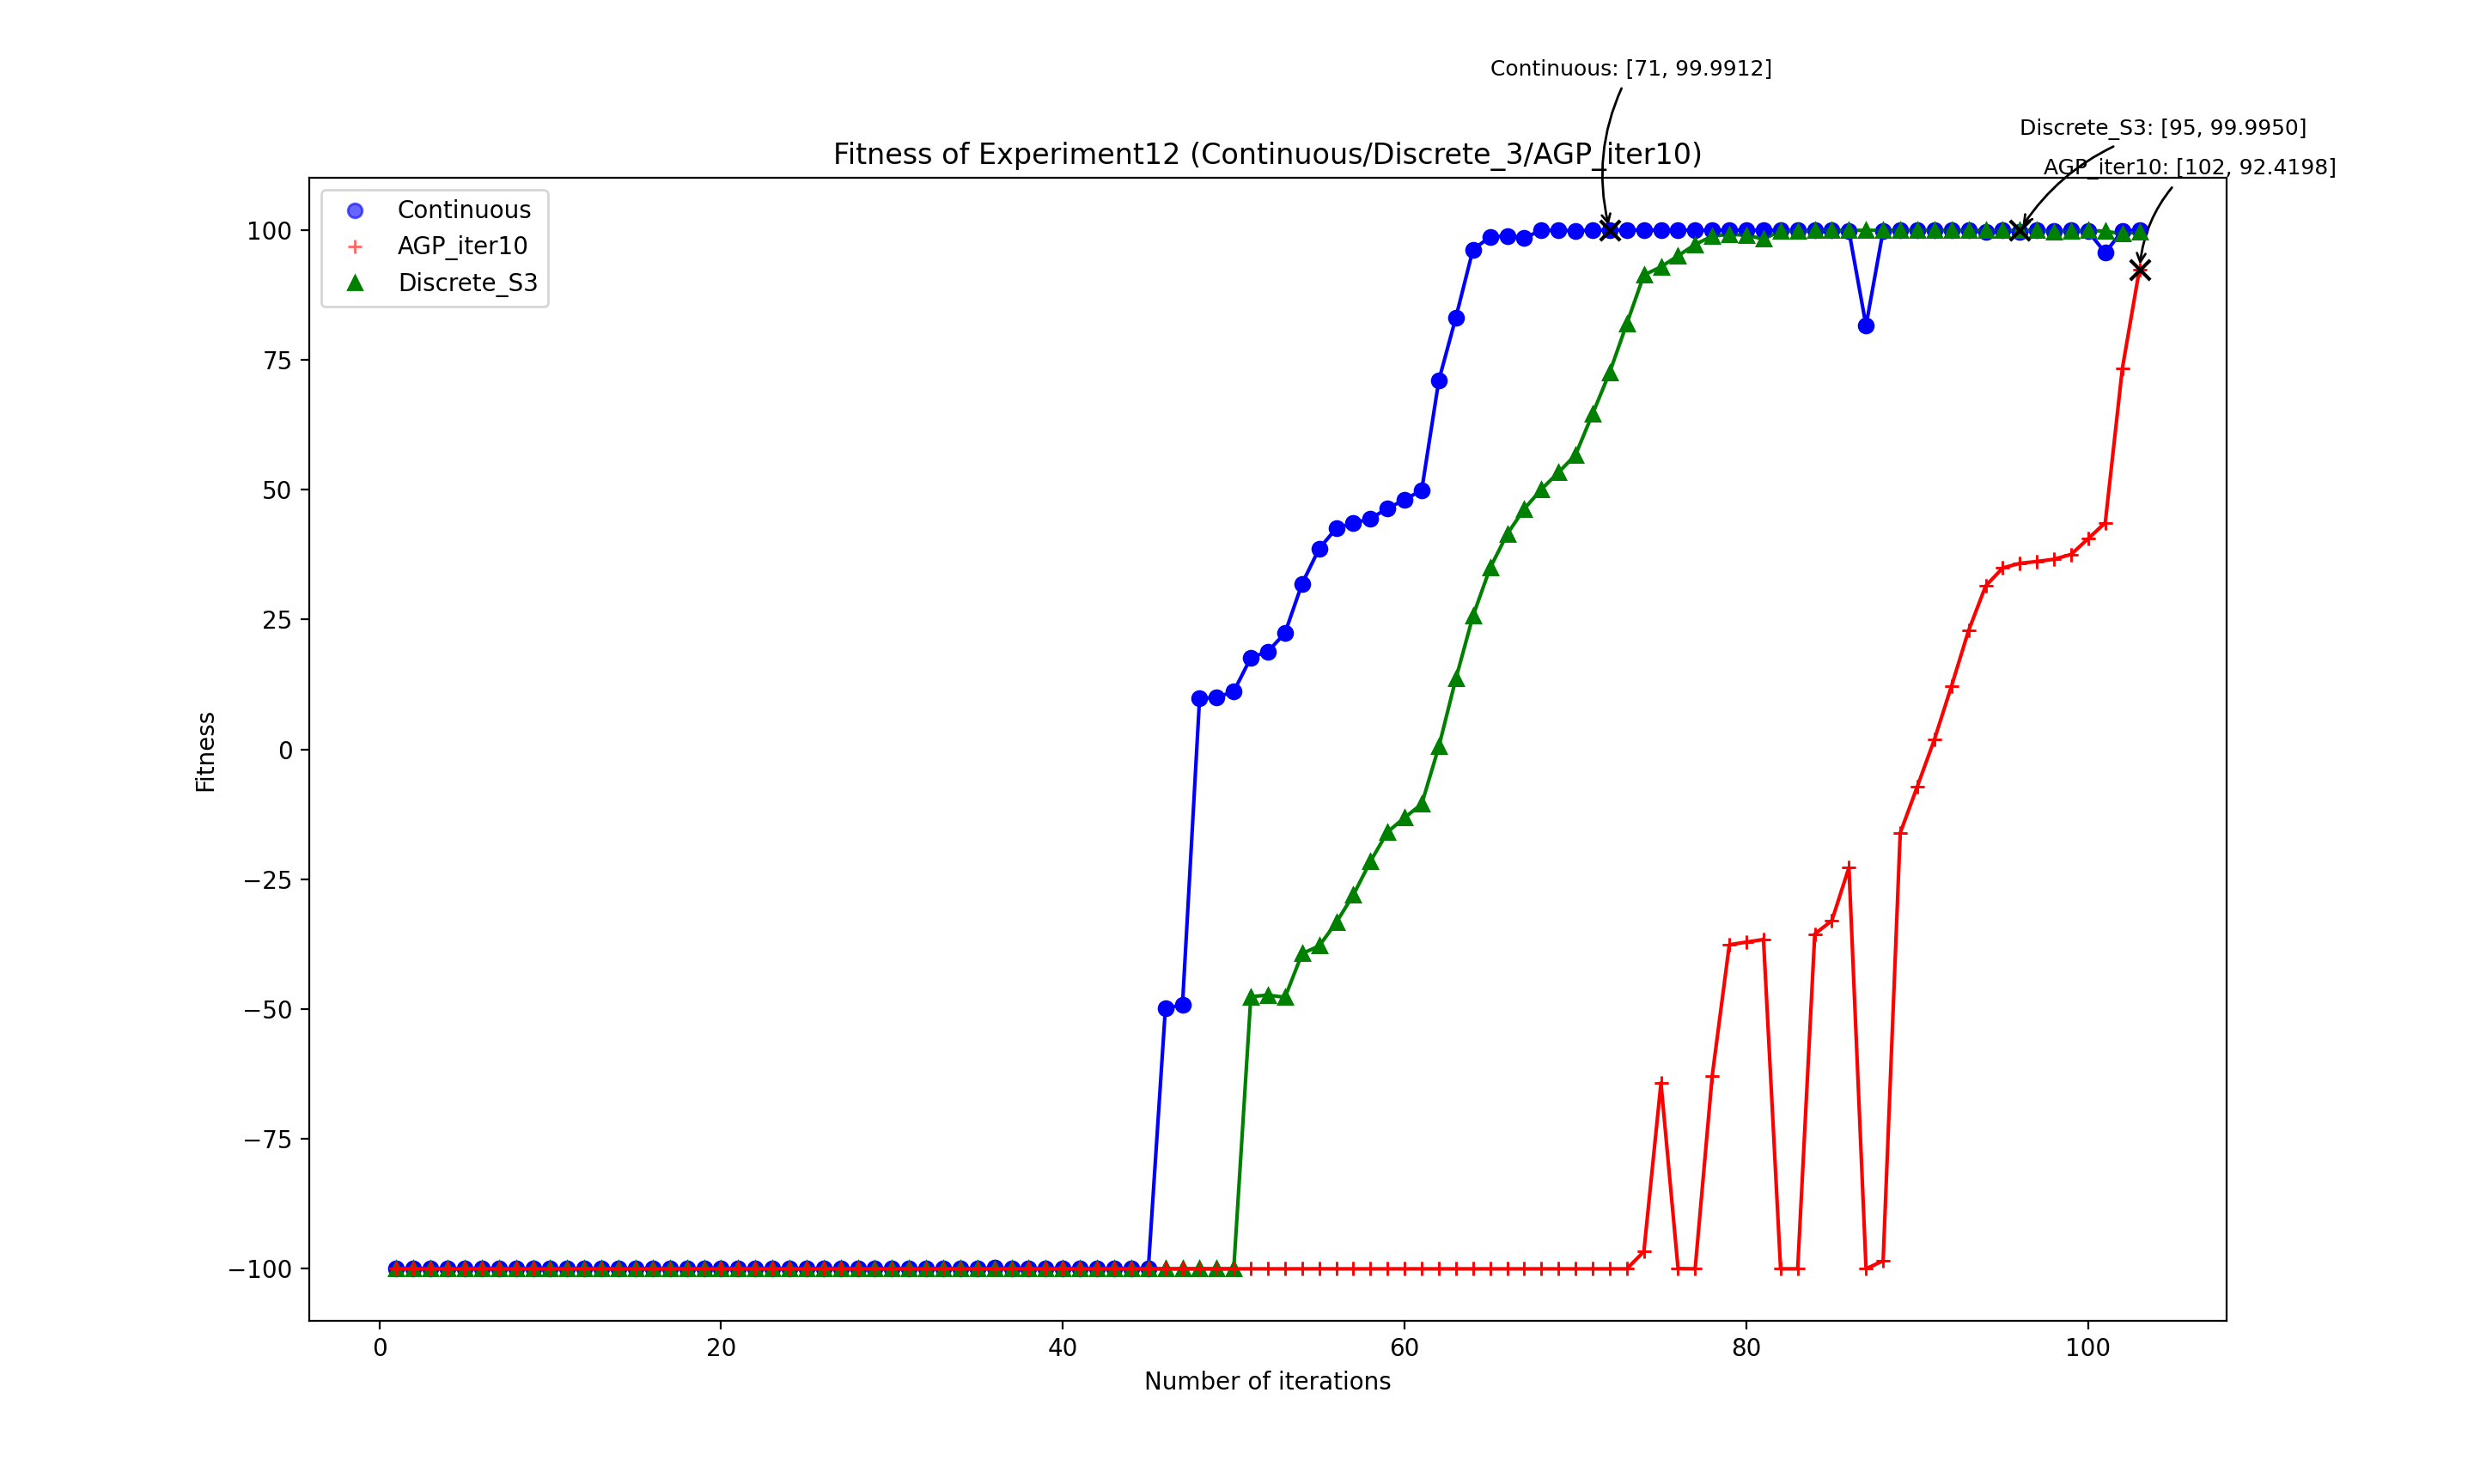 Continuous: [71, 99.9912]
Discrete_S3: [95, 99.9950]
Fitness of Experiment12 (Continuous/Discrete_3/AGP_iter10)
AGP_iter10: [102, 92.4198]
Continuous
AGP_iter10
Discrete_S3
100
75
50
25
0
−25
−50
−75
−100
Fitness
0 20 40 60 80 100
Number of iterations